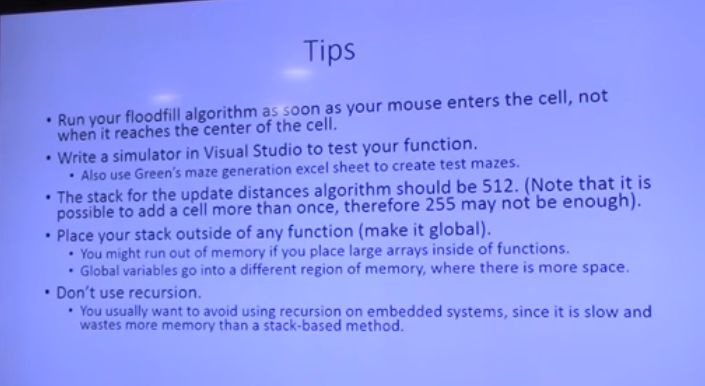 Tips
• Run your floodfill algorithm as soon as your mouse enters the cell, not
when it reaches the center of the cell.
• Write a simulator in Visual Studio to test your function.
• Also use Green's maze generation excel sheet to create test mazes.
• The stack for the update distances algorithm should be 512. (Note that it is
possible to add a cell more than once, therefore 255 may not be enough).
• Place your stack outside of any function (make it global).
• You might run out of memory if you place large arrays inside of functions.
• Global variables go into a different region of memory, where there is more space.
• Don't use recursion.
• You usually want to avoid using recursion on embedded systems, since it is slow and
wastes more memory than a stack-based method.